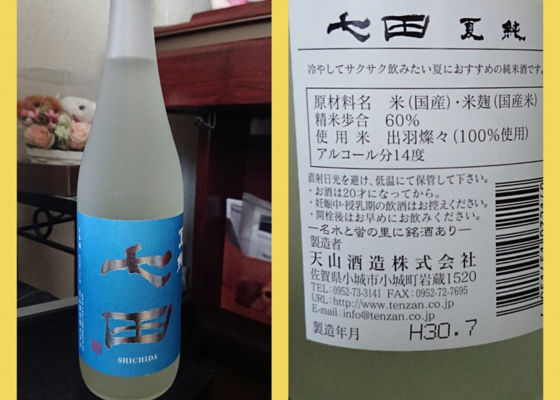 夏純
七田
SHICHIDA
七田 夏純
冷やしてサクサク飲みたい夏におすすめの純米酒です。
原材料名 米(国産)・米麹(国産米)
精米歩合 60%
使用米 出羽燦々(100%使用)
アルコール分14度
直射日光を避け、低温にて保管して下さい。
・お酒は20才になってから。
・妊娠中・授乳期の飲酒はお控えください。
・開栓後はお早めにお飲みください。
―名水と蛍の里に銘酒あり―
製造者
天山酒造株式会社
佐賀県小城市小城町岩蔵1520
TEL:0952-73-3141 FAX:0952-72-7695
URL:http://www.tenzan.co.jp
E-mail:info@tenzan.co.jp
製造年月 H30.7